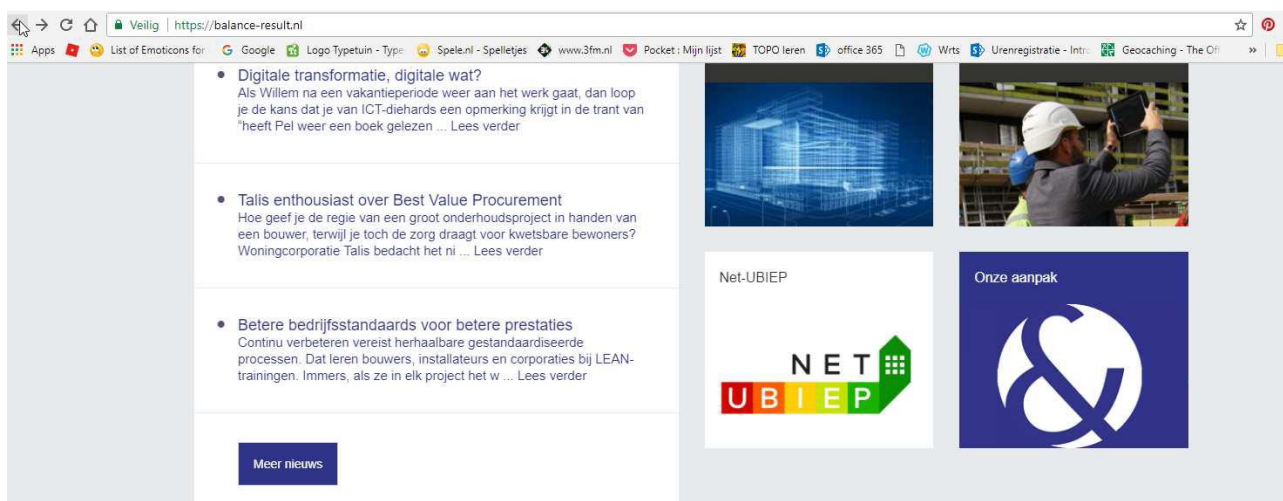 Veilig | https://balance-result.nl
Apps List of Emoticons for Google Logo Typetuin - Type Spele.nl - Spelletjes www.3fm.nl Pocket : Mijn lijst TOPO leren office 365 Wrts Urenregistratie - Intr Geocaching - The Of »
• Digitale transformatie, digitale wat?
Als Willem na een vakantieperiode weer aan het werk gaat, dan loop
je de kans dat je van ICT-diehards een opmerking krijgt in de trant van
“heeft Pel weer een boek gelezen ... Lees verder
• Talis enthousiast over Best Value Procurement
Hoe geef je de regie van een groot onderhoudsproject in handen van
een bouwer, terwijl je toch de zorg draagt voor kwetsbare bewoners?
Woningcorporatie Talis bedacht het ni ... Lees verder
• Betere bedrijfsstandaards voor betere prestaties
Continu verbeteren vereist herhaalbare gestandaardiseerde
processen. Dat leren bouwers, installateurs en corporaties bij LEAN-
trainingen. Immers, als ze in elk project het w ... Lees verder
Meer nieuws
Net-UBIEP
NET
UBIEP
Onze aanpak
&